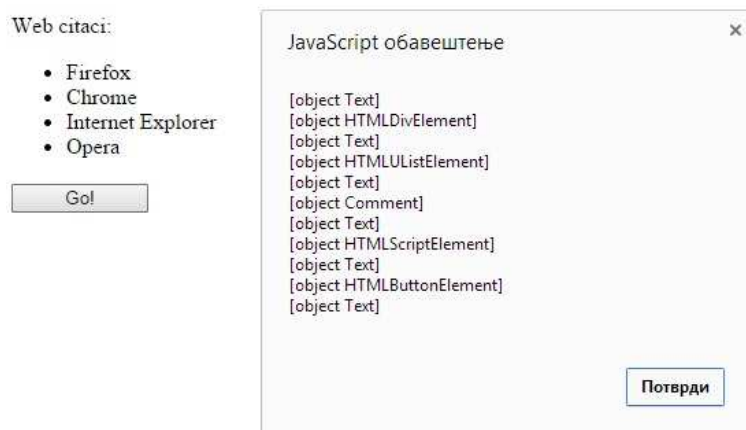 Web citaci:
Firefox
Chrome
Internet Explorer
Opera
Go!
JavaScript обавештење
×
[object Text]
[object HTMLDivElement]
[object Text]
[object HTMLUListElement]
[object Text]
[object Comment]
[object Text]
[object HTMLScriptElement]
[object Text]
[object HTMLButtonElement]
[object Text]
Потврди